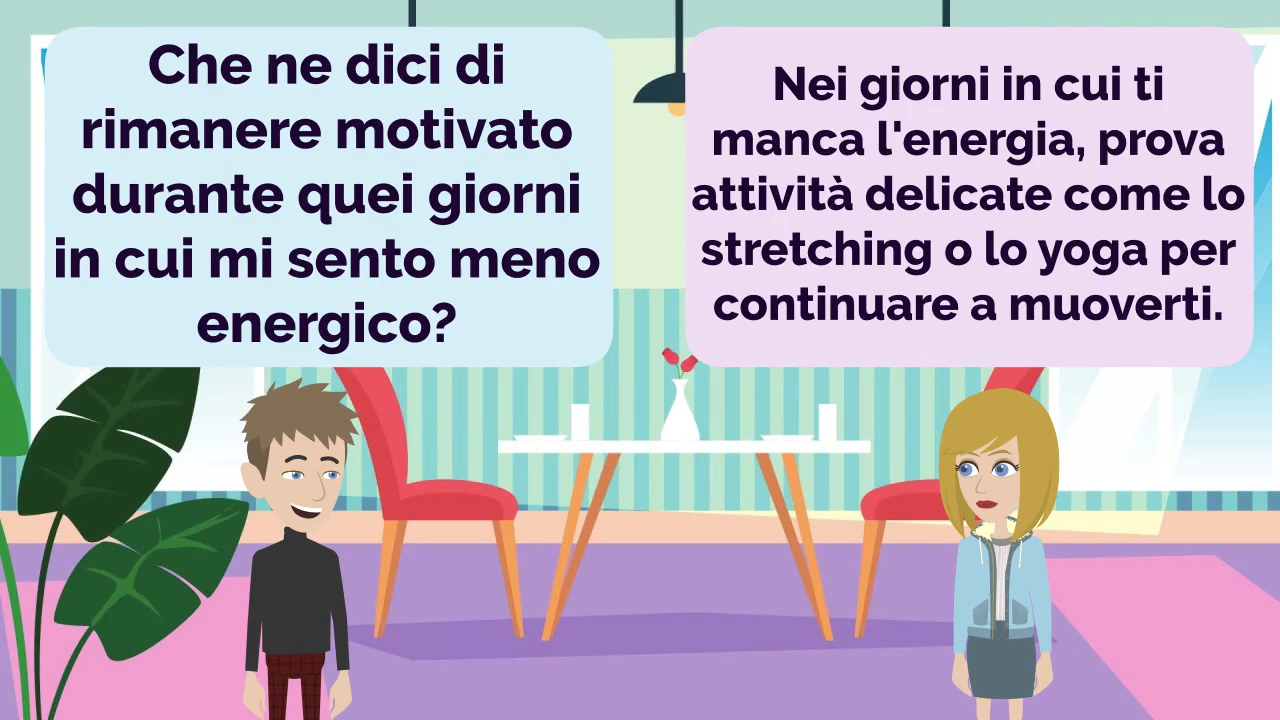 Che ne dici di
rimanere motivato
durante quei giorni
in cui mi sento meno
energico?
Nei giorni in cui ti
manca l'energia, prova
attività delicate come lo
stretching o lo yoga per
continuare a muoverti.